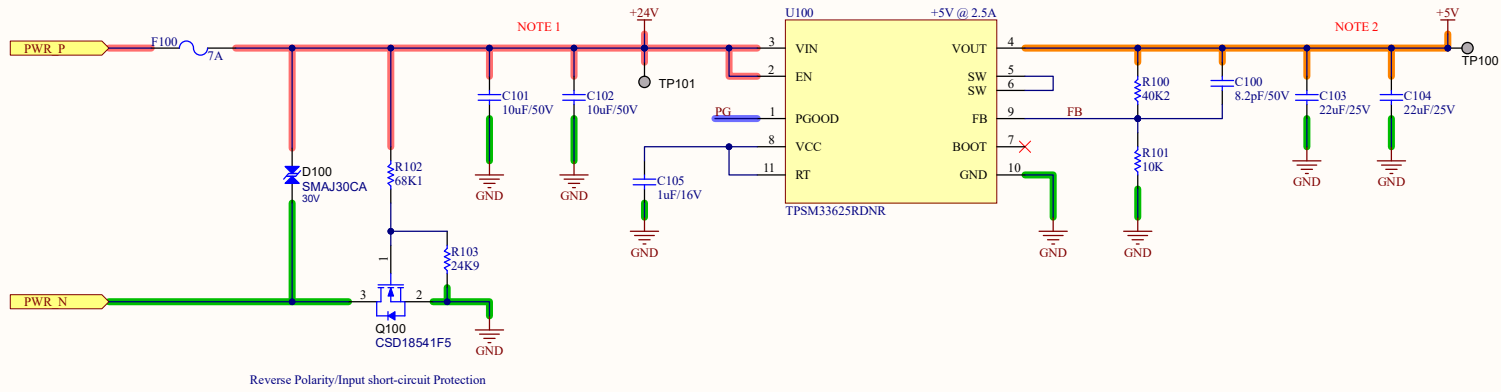 +24V
U100
+5V @ 2.5A
+5V
NOTE 1
NOTE 2
PWR_P
F100
7A
3
VIN
VOUT
4
TP100
2
EN
SW
5
SW
6
TP101
R100
40K2
C100
8.2pF/50V
C101
10uF/50V
C102
10uF/50V
C103
22uF/25V
C104
22uF/25V
PG
1
PGOOD
FB
9
FB
8
VCC
BOOT
7
R101
10K
11
RT
GND
10
D100
SMAJ30CA
30V
R102
68K1
GND
GND
C105
1uF/16V
GND
GND
TPSM33625RDNR
GND
GND
GND
R103
24K9
1
PWR_N
3
2
Q100
CSD18541F5
GND
Reverse Polarity/Input short-circuit Protection